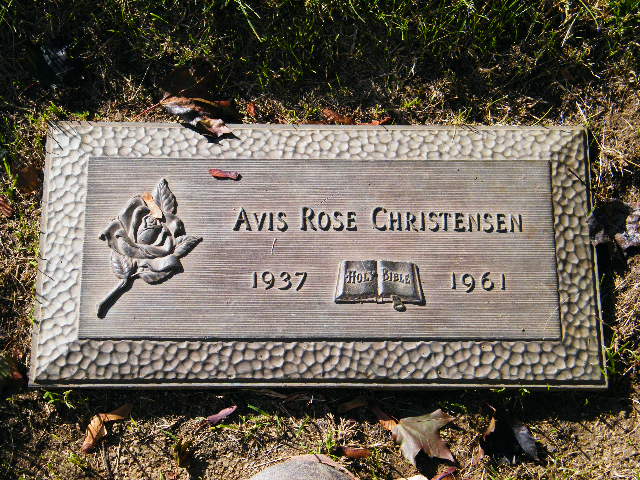 AVIS ROSE CHRISTENSEN
1937 HOLY BIBLE 1961